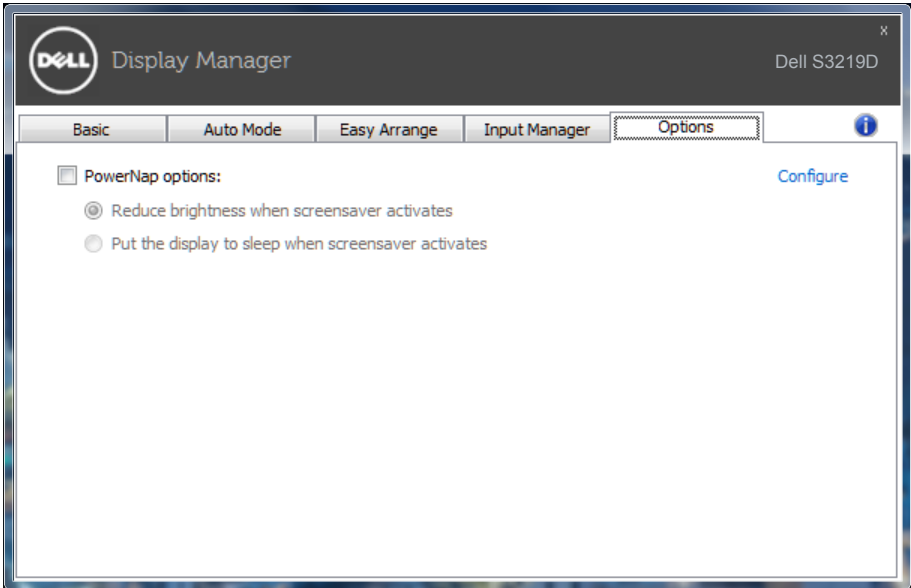 x
DELL Display Manager
Dell S3219D
Basic Auto Mode Easy Arrange Input Manager Options i
PowerNap options: Configure
Reduce brightness when screensaver activates
Put the display to sleep when screensaver activates